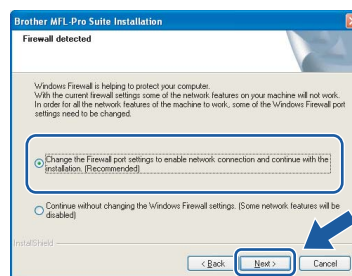 Brother MFL-Pro Suite Installation
Firewall detected
Windows Firewall is helping to protect your computer.
With the current firewall settings some of the network features on your machine will not work.
In order for all the network features of the machine to work, some of the Windows Firewall port
settings need to be changed.
Change the Firewall port settings to enable network connection and continue with the
installation. (Recommended)
Continue without changing the Windows Firewall settings. (Some network features will be
disabled)
InstallShield
< Back
Next >
Cancel